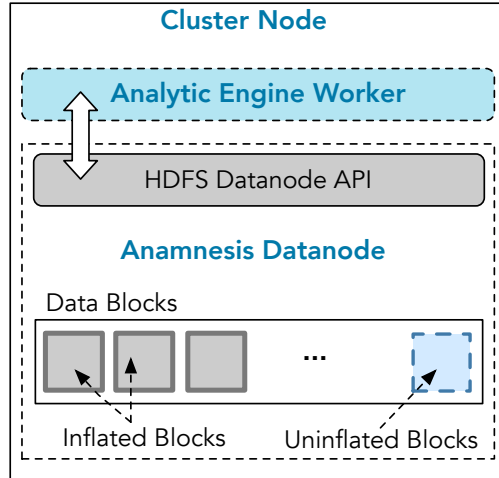 Cluster Node
Analytic Engine Worker
HDFS Datanode API
Anamnesis Datanode
Data Blocks
...
Inflated Blocks Uninflated Blocks